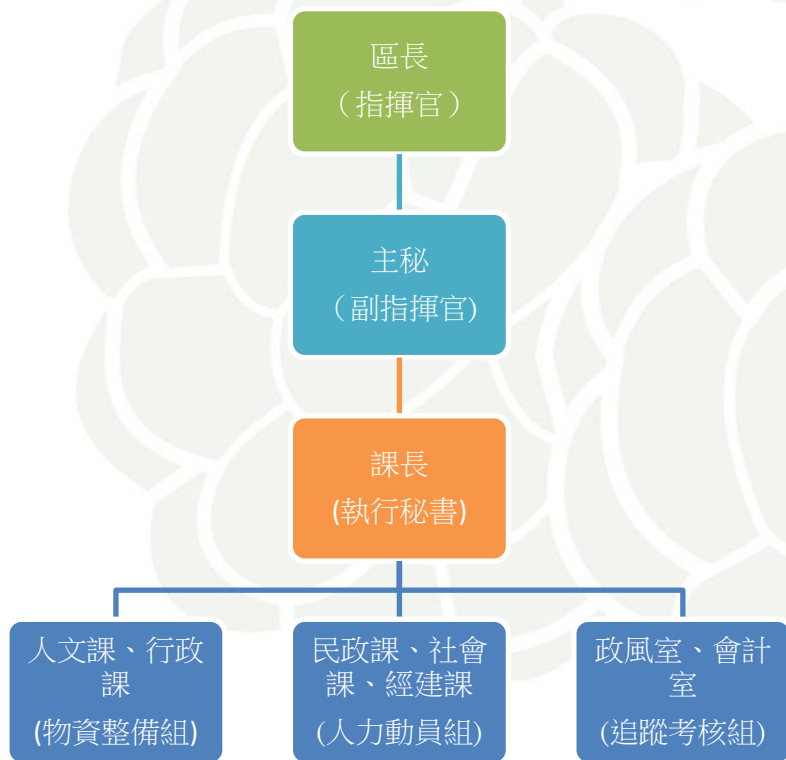 區長
（指揮官）
主秘
（副指揮官)
課長
(執行秘書)
人文課、行政
課
(物資整備組)
民政課、社會
課、經建課
(人力動員組)
政風室、會計
室
(追蹤考核組)